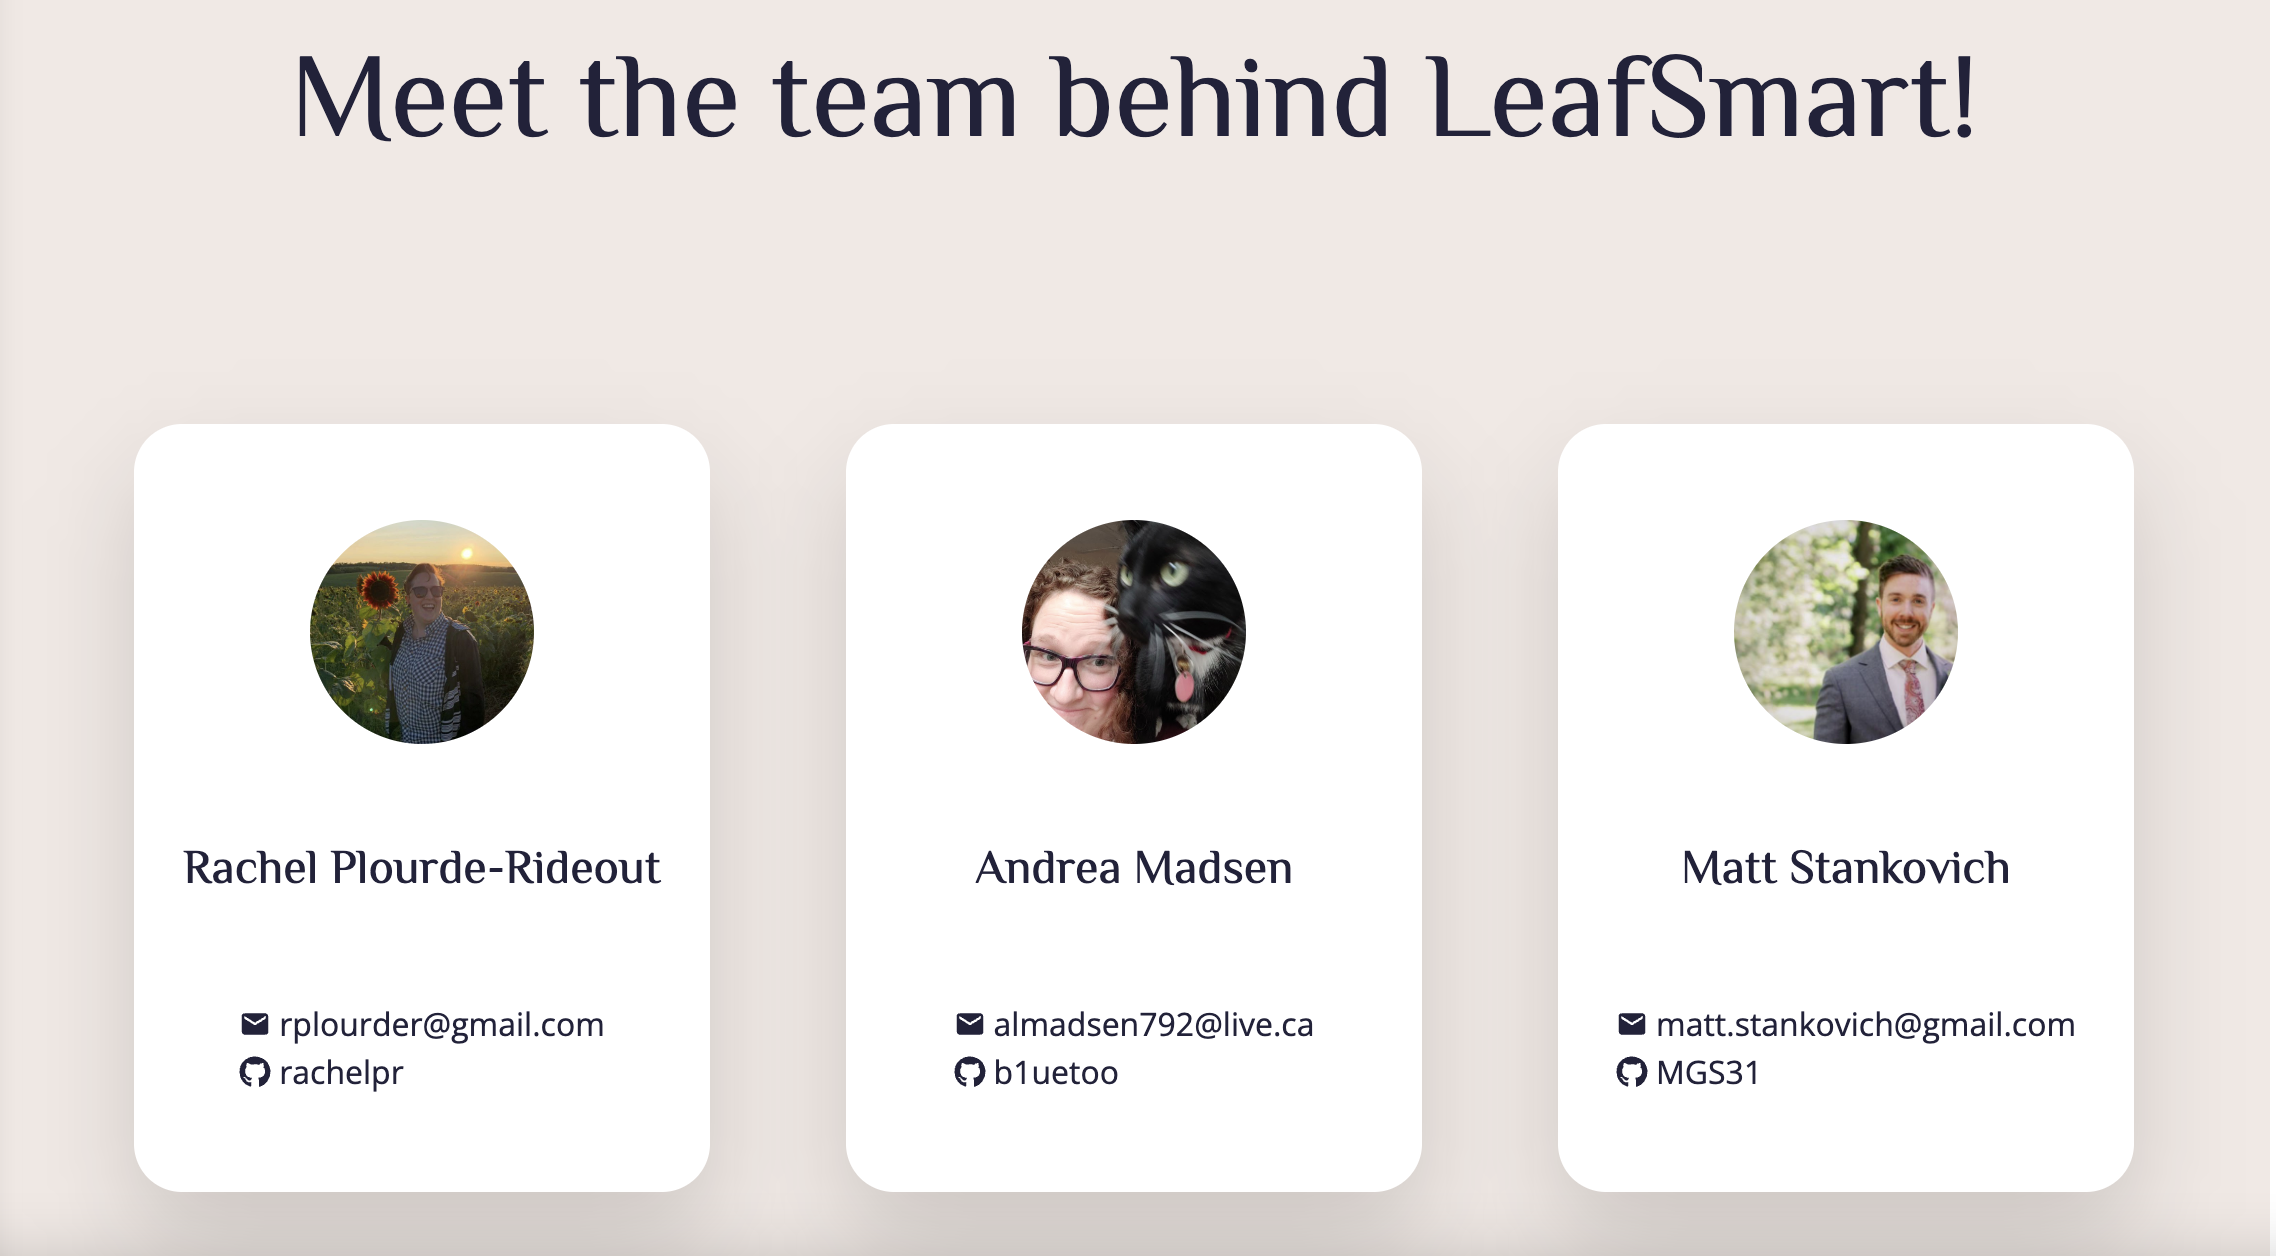 Meet the team behind LeafSmart!
Rachel Plourde-Rideout
rplourder@gmail.com
rachelpr
Andrea Madsen
almadsen792@live.ca
b1uetoo
Matt Stankovich
matt.stankovich@gmail.com
MGS31